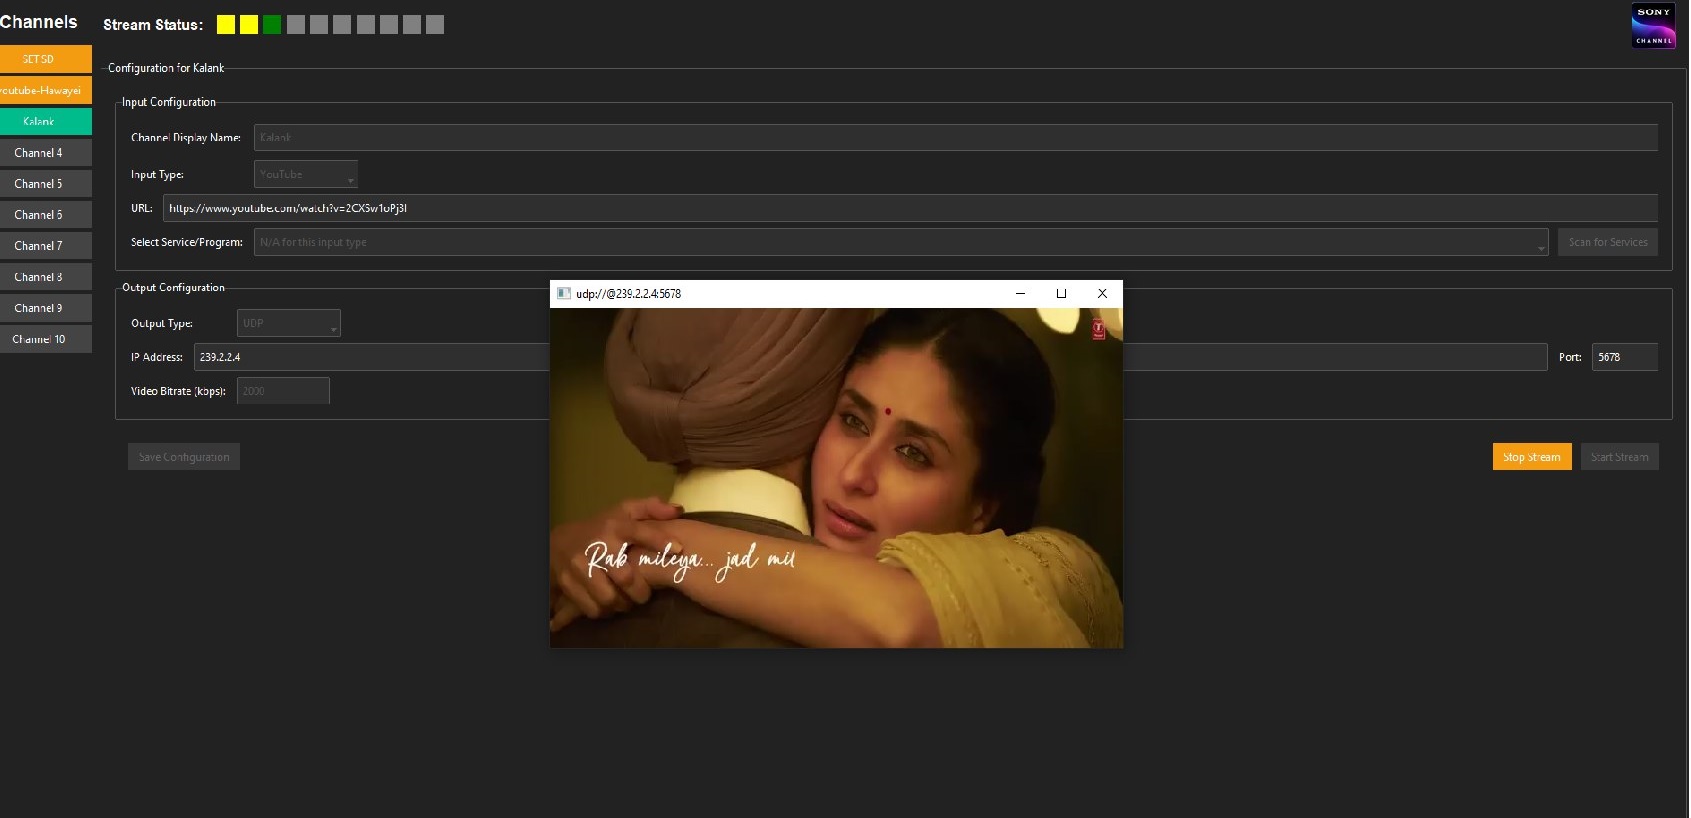 Channels
Stream Status:
SONY
CHANNEL
SET SD
youtube-Hawayei
Kalank
Channel 4
Channel 5
Channel 6
Channel 7
Channel 8
Channel 9
Channel 10
Configuration for Kalank
Input Configuration
Channel Display Name: Kalank
Input Type: YouTube
URL: https://www.youtube.com/watch?v=2CXSw1oPj3I
Select Service/Program: N/A for this input type Scan for Services
Output Configuration
Output Type: UDP
IP Address: 239.2.2.4 Port: 5678
Video Bitrate (kbps): 2000
Save Configuration
Stop Stream Start Stream
udp://@239.2.2.4:5678
T
Rab mileya... jad mil